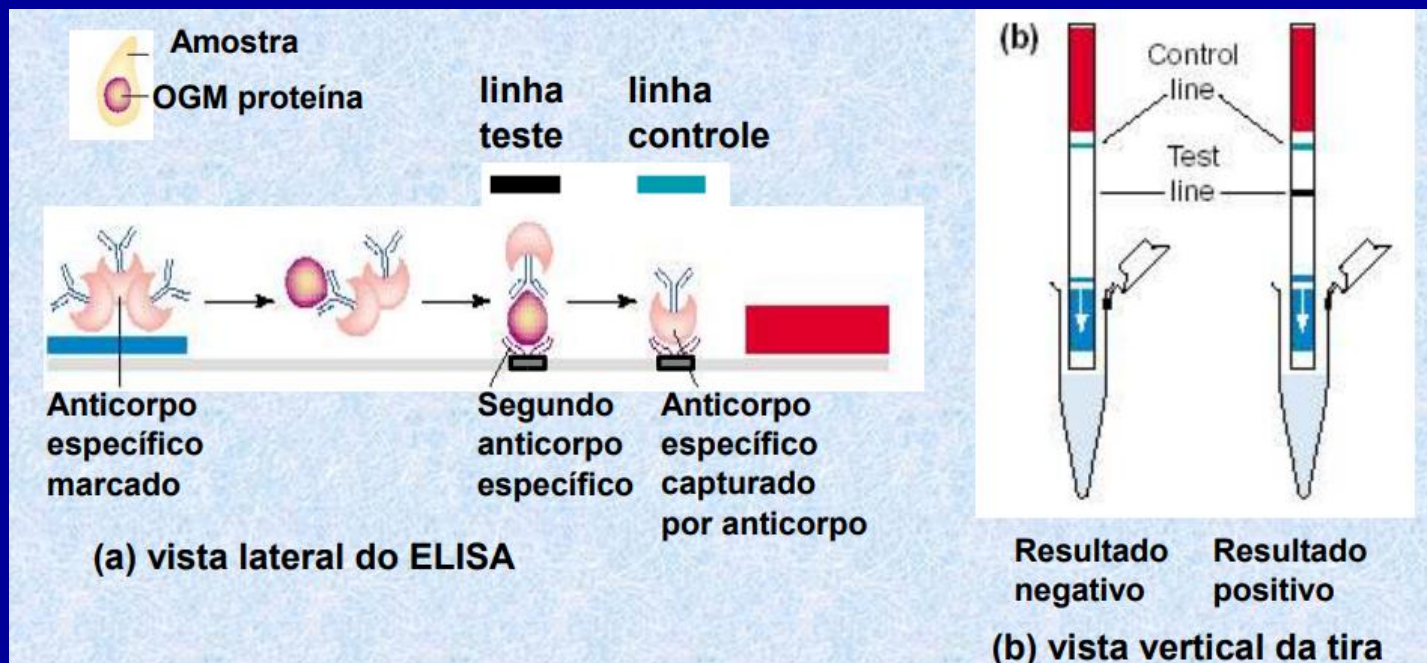 Amostra
OGM proteína
linha
teste
linha
controle
Anticorpo
específico
marcado
Segundo
anticorpo
específico
Anticorpo
específico
capturado
por anticorpo
(a) vista lateral do ELISA
(b)
Control
line
Test
line
Resultado
negativo
Resultado
positivo
(b) vista vertical da tira